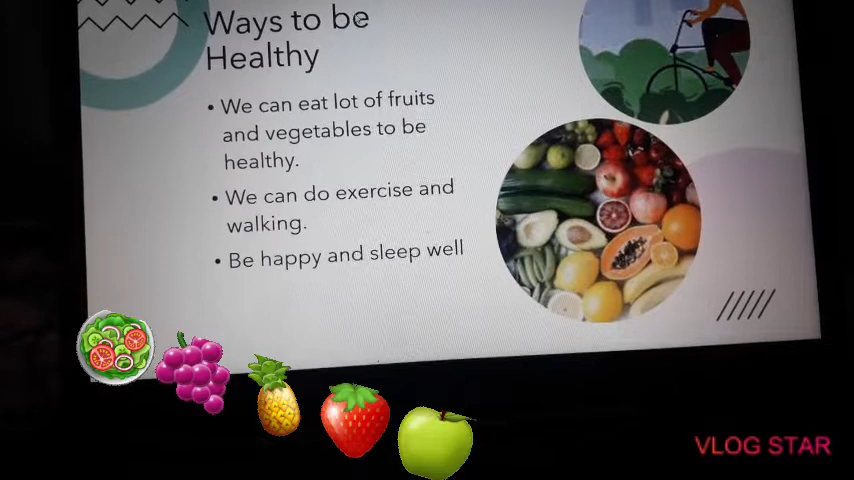 Ways to be
Healthy
• We can eat lot of fruits
and vegetables to be
healthy.
• We can do exercise and
walking.
• Be happy and sleep well
VLOG STAR